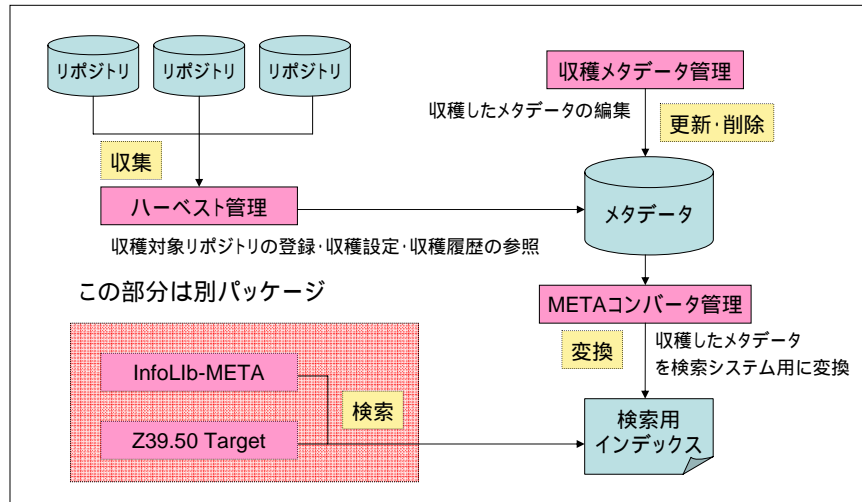 リポジトリ
リポジトリ
リポジトリ
収穫メタデータ管理
収穫したメタデータの編集
更新・削除
収集
ハーベスト管理
メタデータ
収穫対象リポジトリの登録・収穫設定・収穫履歴の参照
この部分は別パッケージ
METAコンバータ管理
変換
収穫したメタデータ
を検索システム用に変換
InfoLIb-META
検索
Z39.50 Target
検索用
インデックス